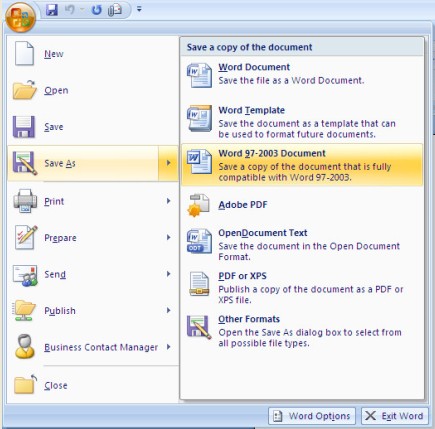 New
Open
Save
Save As
Print
Prepare
Send
Publish
Business Contact Manager
Close
Save a copy of the document
Word Document
Save the file as a Word Document.
Word Template
Save the document as a template that can
be used to format future documents.
Word 97-2003 Document
Save a copy of the document that is fully
compatible with Word 97-2003.
Adobe PDF
OpenDocument Text
Save the document in the Open Document
Format.
PDF or XPS
Publish a copy of the document as a PDF or
XPS file.
Other Formats
Open the Save As dialog box to select from
all possible file types.
Word Options
Exit Word